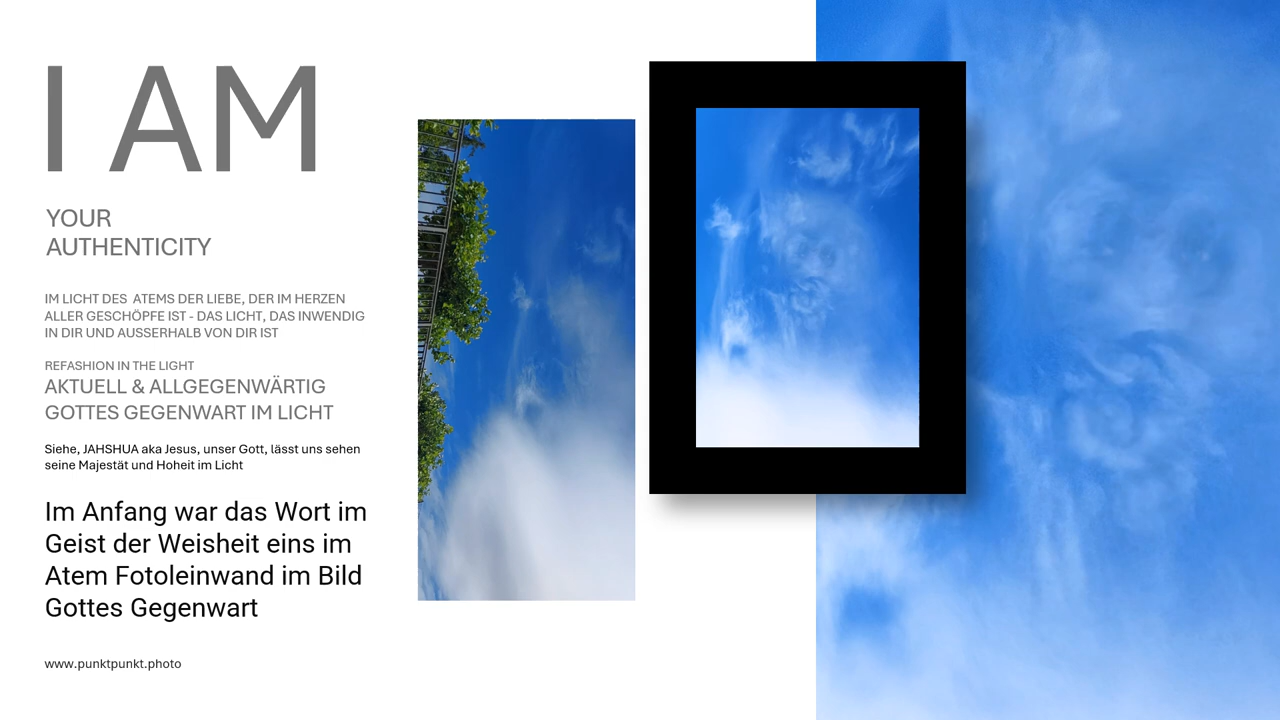 I AM
YOUR
AUTHENTICITY
IM LICHT DES  ATEMS DER LIEBE, DER IM HERZEN
ALLER GESCHÖPFE IST - DAS LICHT, DAS INWENDIG
IN DIR UND AUSSERHALB VON DIR IST
REFASHION IN THE LIGHT
AKTUELL & ALLGEGENWÄRTIG
GOTTES GEGENWART IM LICHT
Siehe, JAHSHUA aka Jesus, unser Gott, lässt uns sehen
seine Majestät und Hoheit im Licht
Im Anfang war das Wort im
Geist der Weisheit eins im
Atem Fotoleinwand im Bild
Gottes Gegenwart
www.punktpunkt.photo